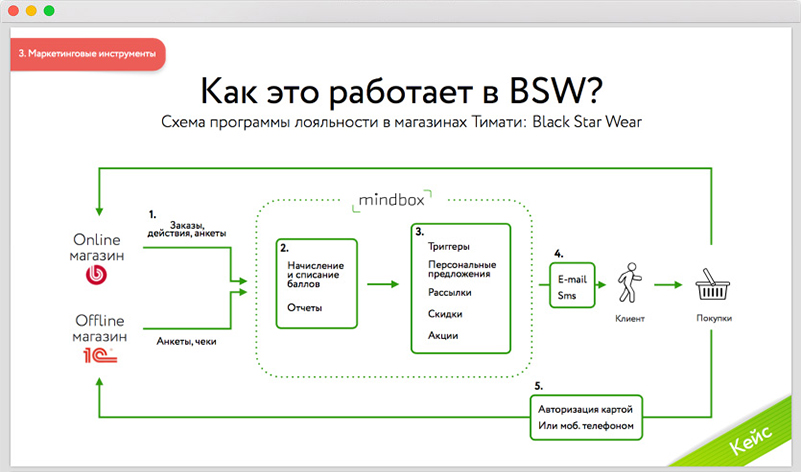 3. Маркетинговые инструменты
Как это работает в BSW?
Схема программы лояльности в магазинах Тимати: Black Star Wear
mindbox
1.
Заказы,
действия, анкеты
Online
магазин
Offline
магазин
1С
Анкеты, чеки
2.
Начисление
и списание
баллов
Отчеты
3.
Триггеры
Персональные
предложения
Рассылки
Скидки
Акции
4.
E-mail
Sms
Клиент
Покупки
5.
Авторизация картой
Или моб. телефоном
Кейс